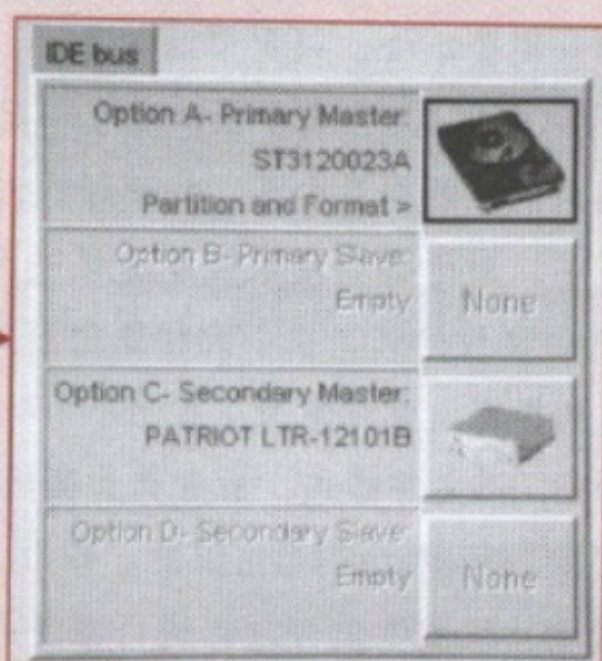 IDE bus
Option A- Primary Master:
ST3120023A
Partition and Format >
Option B- Primary Slave:
Empty
None
Option C- Secondary Master:
PATRIOT LTR-12101B
Option D- Secondary Slave:
Empty
None